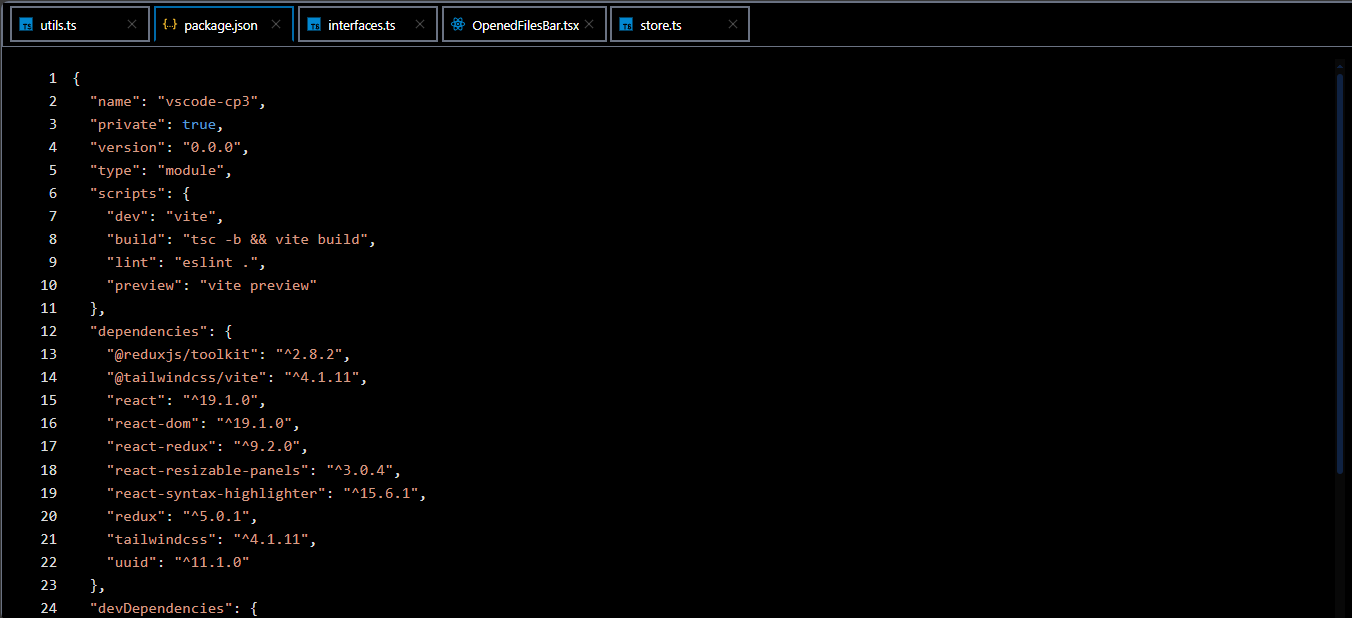 utils.ts
package.json
interfaces.ts
OpenedFilesBar.tsx
store.ts
1 {
2   "name": "vscode-cp3",
3   "private": true,
4   "version": "0.0.0",
5   "type": "module",
6   "scripts": {
7     "dev": "vite",
8     "build": "tsc -b && vite build",
9     "lint": "eslint .",
10     "preview": "vite preview"
11   },
12   "dependencies": {
13     "@reduxjs/toolkit": "^2.8.2",
14     "@tailwindcss/vite": "^4.1.11",
15     "react": "^19.1.0",
16     "react-dom": "^19.1.0",
17     "react-redux": "^9.2.0",
18     "react-resizable-panels": "^3.0.4",
19     "react-syntax-highlighter": "^15.6.1",
20     "redux": "^5.0.1",
21     "tailwindcss": "^4.1.11",
22     "uuid": "^11.1.0"
23   },
24   "devDependencies": {